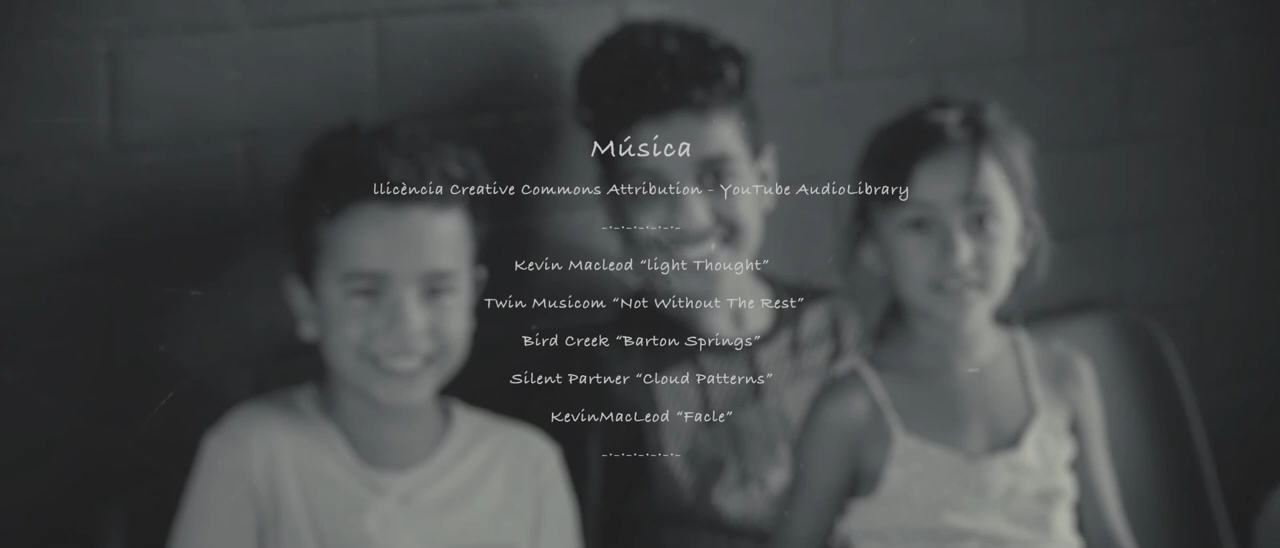 Música
llicència Creative Commons Attribution - YouTube AudioLibrary
-·-·-·-·-·-·-
Kevin Macleod “light Thought”
Twin Musicom “Not Without The Rest”
Bird Creek “Barton Springs”
Silent Partner “Cloud Patterns”
KevinMacLeod “Facle”
-·-·-·-·-·-·-